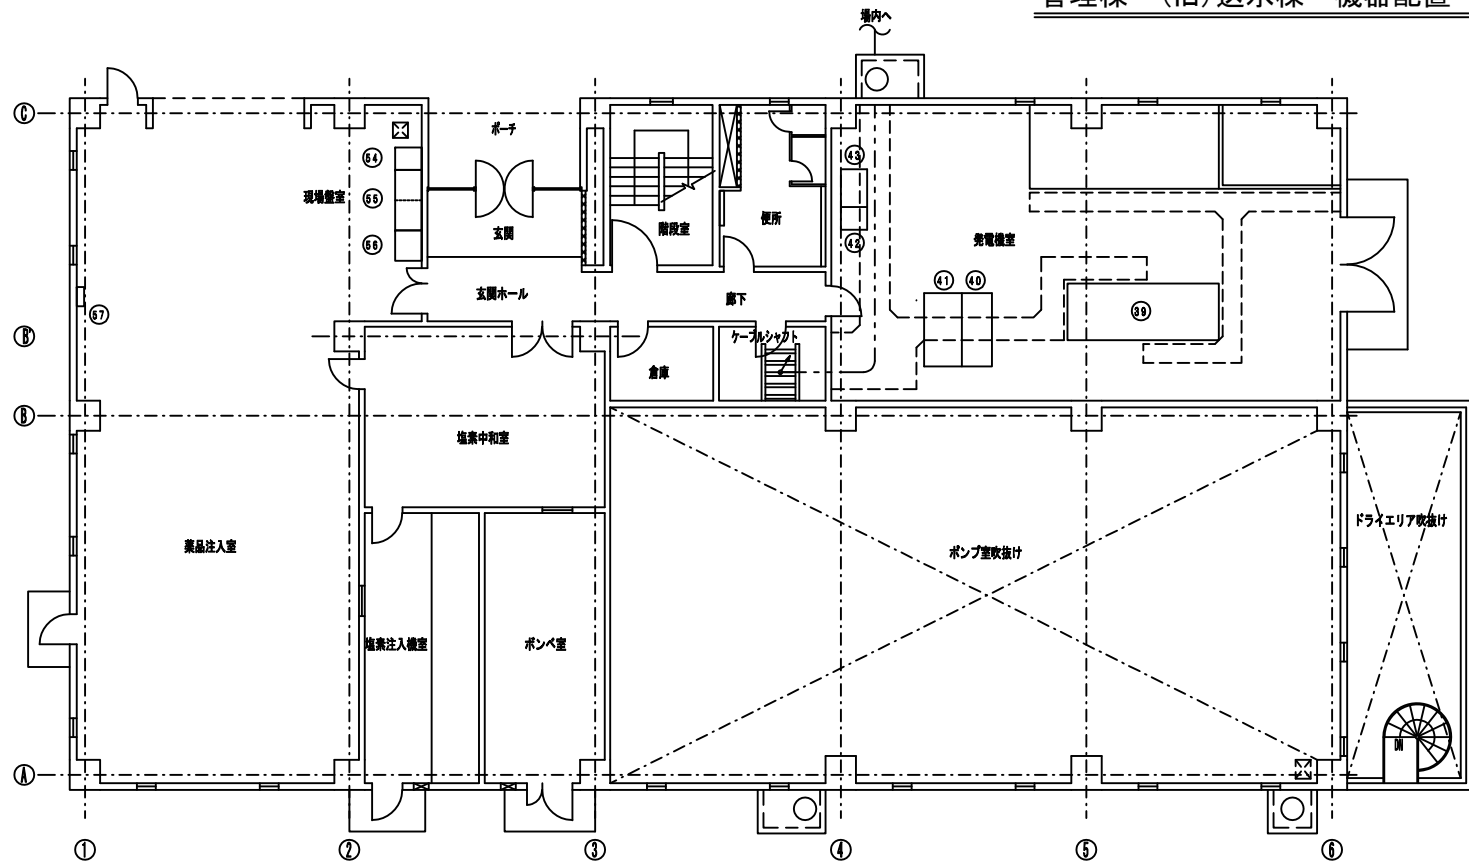 管理棟 (旧)送水棟 機器配置
場内へ
C
ポーチ
54
43
現場盤室
55
玄関
階段室
便所
56
42
発電機室
41
40
玄関ホール
廊下
57
39
B'
ケーブルシャフト
倉庫
B
塩素中和室
ドライエリア吹抜け
薬品注入室
ポンプ室吹抜け
塩素注入機室
ボンベ室
DN
A
1
2
3
4
5
6